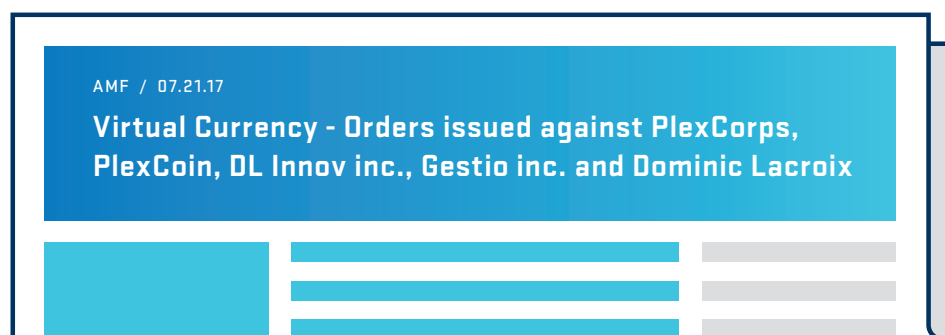 AMF / 07.21.17
Virtual Currency - Orders issued against PlexCorps,
PlexCoin, DL Innov inc., Gestio inc. and Dominic Lacroix